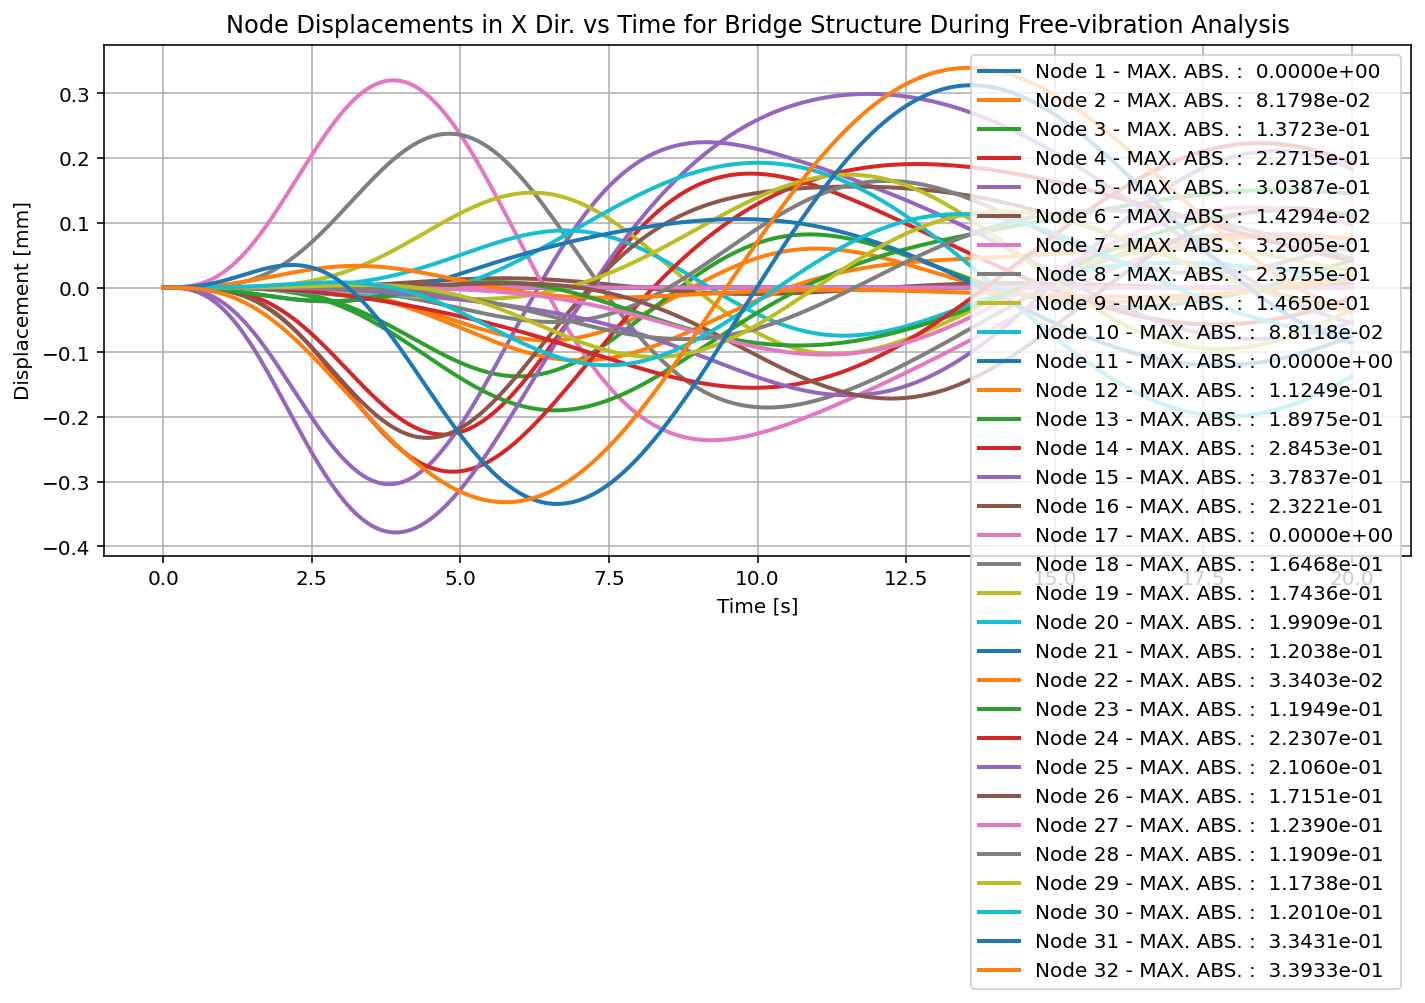 Node Displacements in X Dir. vs Time for Bridge Structure During Free-vibration Analysis
Displacement [mm]
0.3
0.2
0.1
0.0
−0.1
−0.2
−0.3
−0.4
0.0 2.5 5.0 7.5 10.0 12.5 15.0 17.5 20.0
Time [s]
Node 1 - MAX. ABS. : 0.0000e+00
Node 2 - MAX. ABS. : 8.1798e-02
Node 3 - MAX. ABS. : 1.3723e-01
Node 4 - MAX. ABS. : 2.2715e-01
Node 5 - MAX. ABS. : 3.0387e-01
Node 6 - MAX. ABS. : 1.4294e-02
Node 7 - MAX. ABS. : 3.2005e-01
Node 8 - MAX. ABS. : 2.3755e-01
Node 9 - MAX. ABS. : 1.4650e-01
Node 10 - MAX. ABS. : 8.8118e-02
Node 11 - MAX. ABS. : 0.0000e+00
Node 12 - MAX. ABS. : 1.1249e-01
Node 13 - MAX. ABS. : 1.8975e-01
Node 14 - MAX. ABS. : 2.8453e-01
Node 15 - MAX. ABS. : 3.7837e-01
Node 16 - MAX. ABS. : 2.3221e-01
Node 17 - MAX. ABS. : 0.0000e+00
Node 18 - MAX. ABS. : 1.6468e-01
Node 19 - MAX. ABS. : 1.7436e-01
Node 20 - MAX. ABS. : 1.9909e-01
Node 21 - MAX. ABS. : 1.2038e-01
Node 22 - MAX. ABS. : 3.3403e-02
Node 23 - MAX. ABS. : 1.1949e-01
Node 24 - MAX. ABS. : 2.2307e-01
Node 25 - MAX. ABS. : 2.1060e-01
Node 26 - MAX. ABS. : 1.7151e-01
Node 27 - MAX. ABS. : 1.2390e-01
Node 28 - MAX. ABS. : 1.1909e-01
Node 29 - MAX. ABS. : 1.1738e-01
Node 30 - MAX. ABS. : 1.2010e-01
Node 31 - MAX. ABS. : 3.3431e-01
Node 32 - MAX. ABS. : 3.3933e-01